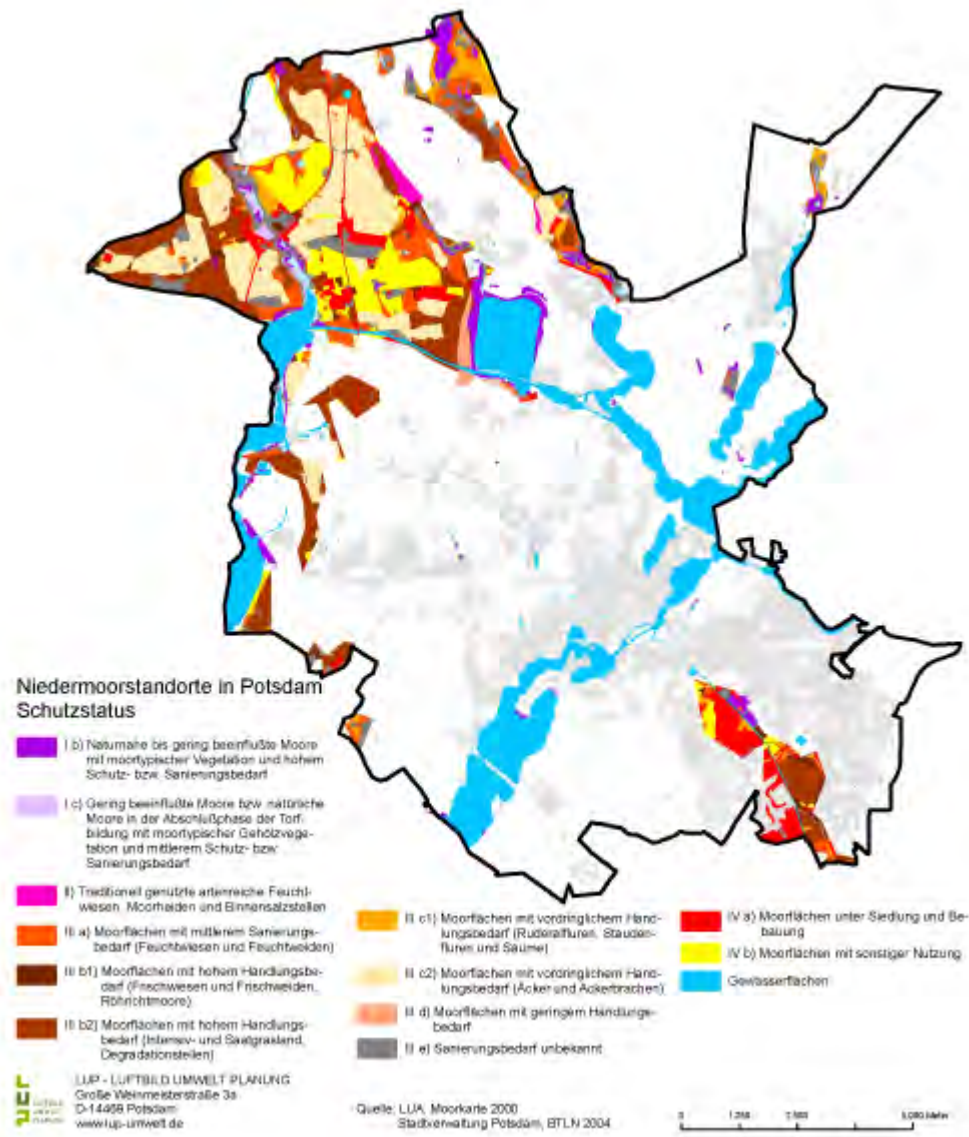 Niedermoorstandorte in Potsdam
Schutzstatus
I b) Naturnahe bis gering beeinflußte Moore
mit moortypischer Vegetation und hohem
Schutz- bzw. Sanierungsbedarf
I c) Gering beeinflußte Moore bzw. natürliche
Moore in der Abschlußphase der Torf-
bildung mit moortypischer Gehölzvege-
tation und mittlerem Schutz- bzw.
Sanierungsbedarf
II) Traditionell genutzte artenreiche Feucht-
wiesen, Moorheiden und Binnensalzstellen
III a) Moorflächen mit mittlerem Sanierungs-
bedarf (Feuchtwiesen und Feuchtweiden)
III b1) Moorflächen mit hohem Handlungsbe-
darf (Frischwiesen und Frischweiden,
Röhrichtmoore)
III b2) Moorflächen mit hohem Handlungs-
bedarf (Intensiv- und Saatgrasland,
Degradationsstellen)
III c1) Moorflächen mit vordringlichem Hand-
lungsbedarf (Ruderalfluren, Stauden-
fluren und Säume)
III c2) Moorflächen mit vordringlichem Hand-
lungsbedarf (Äcker und Ackerbrachen)
III d) Moorflächen mit geringem Handlungs-
bedarf
III e) Sanierungsbedarf unbekannt
IV a) Moorflächen unter Siedlung und Be-
bauung
IV b) Moorflächen mit sonstiger Nutzung
Gewässerflächen
LUP - LUFTBILD UMWELT PLANUNG
Große Weinmeisterstraße 3a
D-14469 Potsdam
www.lup-umwelt.de
Quelle: LUA, Moorkarte 2000
Stadtverwaltung Potsdam, BTLN 2004
0 1.250 2.500 5.000 Meter